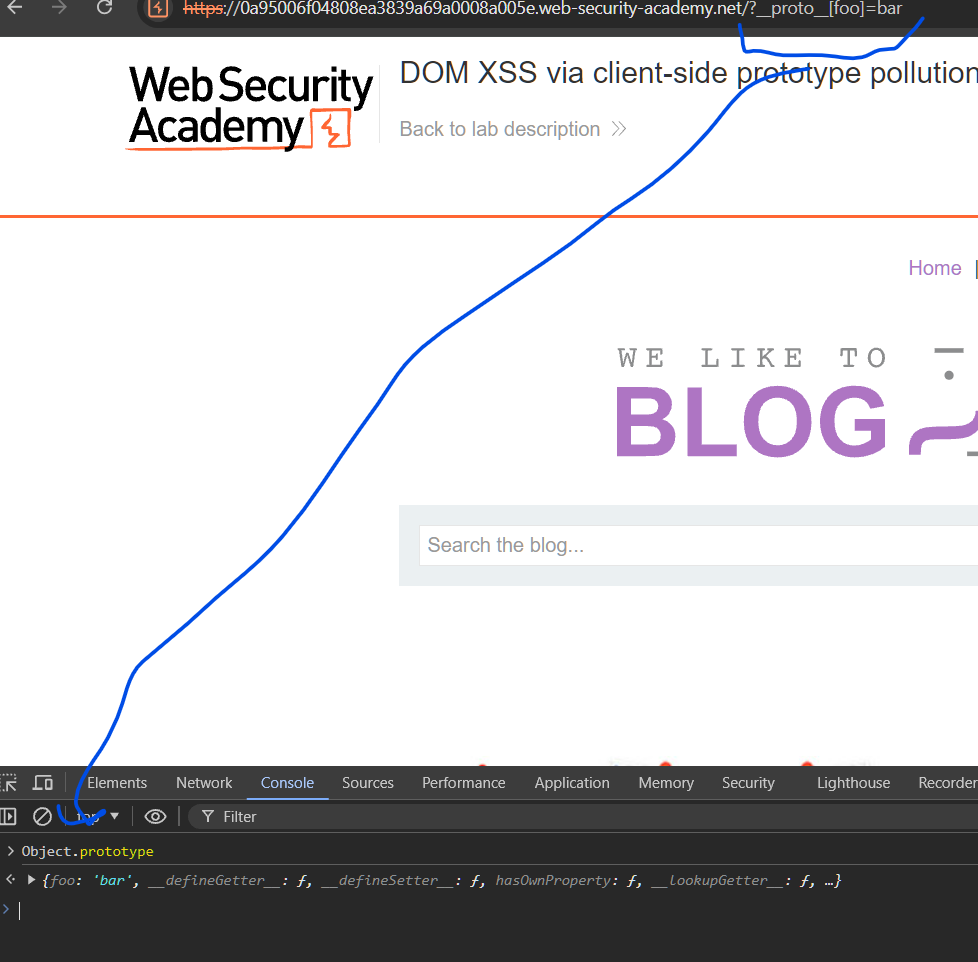 https://0a95006f04808ea3839a69a0008a005e.web-security-academy.net/?__proto__[foo]=bar
Web Security
Academy
DOM XSS via client-side prototype pollution
Back to lab description
Home |
WE LIKE TO
BLOG
Search the blog...
Elements Network Console Sources Performance Application Memory Security Lighthouse Recorder
top Filter
> Object.prototype
{foo: 'bar', __defineGetter__: ƒ, __defineSetter__: ƒ, hasOwnProperty: ƒ, __lookupGetter__: ƒ, …}
>